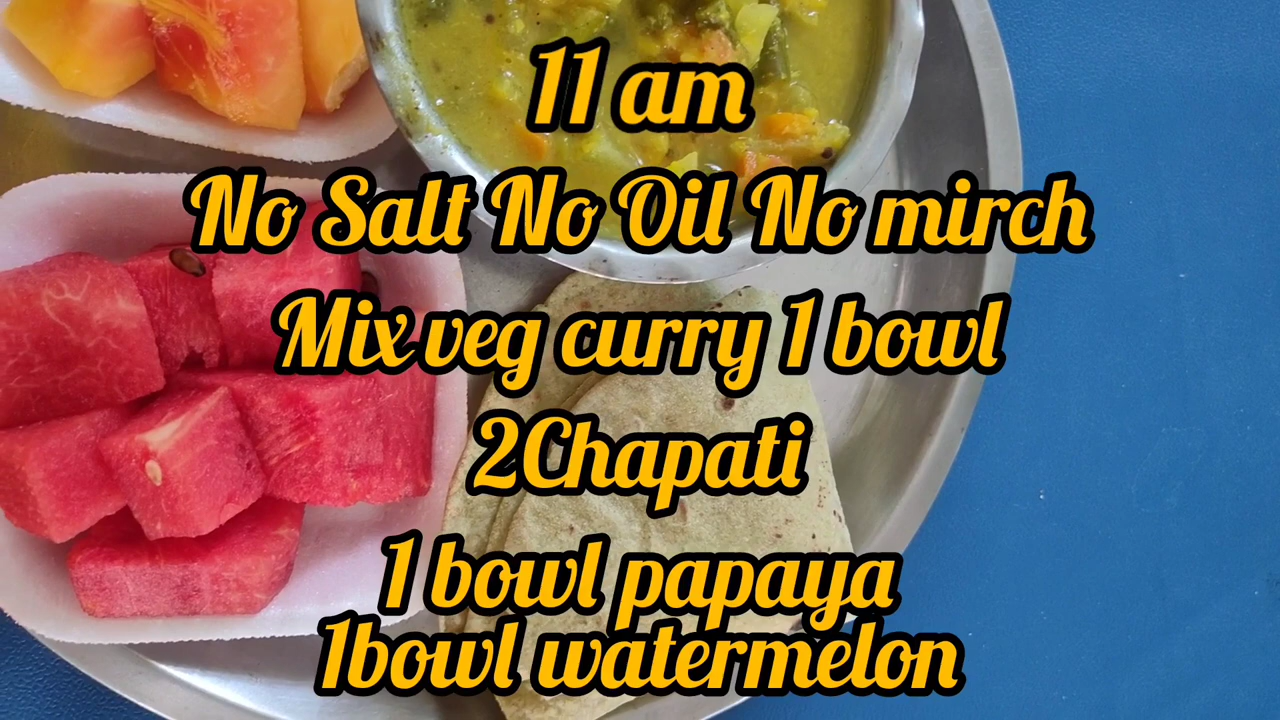 11 am
No Salt No Oil No mirch
Mix veg curry 1 bowl
2Chapati
1 bowl papaya
1bowl watermelon